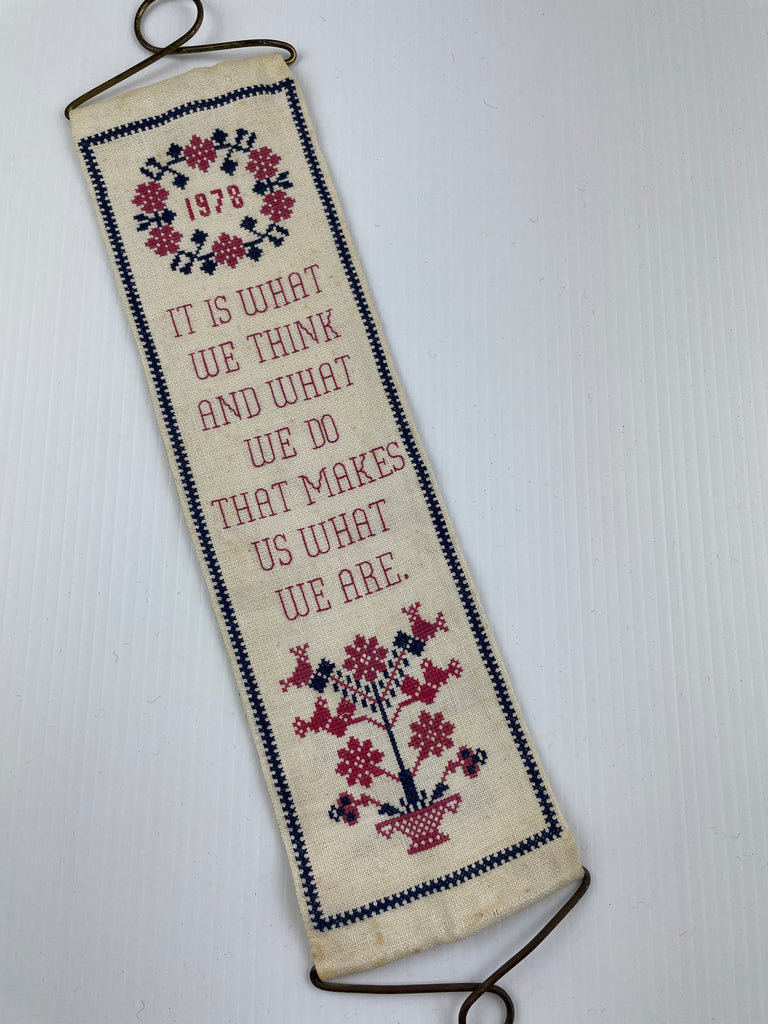 1978
IT IS WHAT
WE THINK
AND WHAT
WE DO
THAT MAKES
US WHAT
WE ARE.